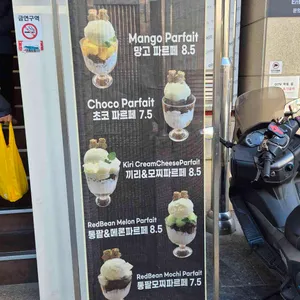 금연구역
Mango Parfait
망고 파르페 8.5
Choco Parfait
초코 파르페 7.5
Kiri CreamCheeseParfait
끼리&모찌파르페 8.5
RedBean Melon Parfait
통팥&메론파르페 8.5
RedBean Mochi Parfait
통팥모찌파르페 7.5